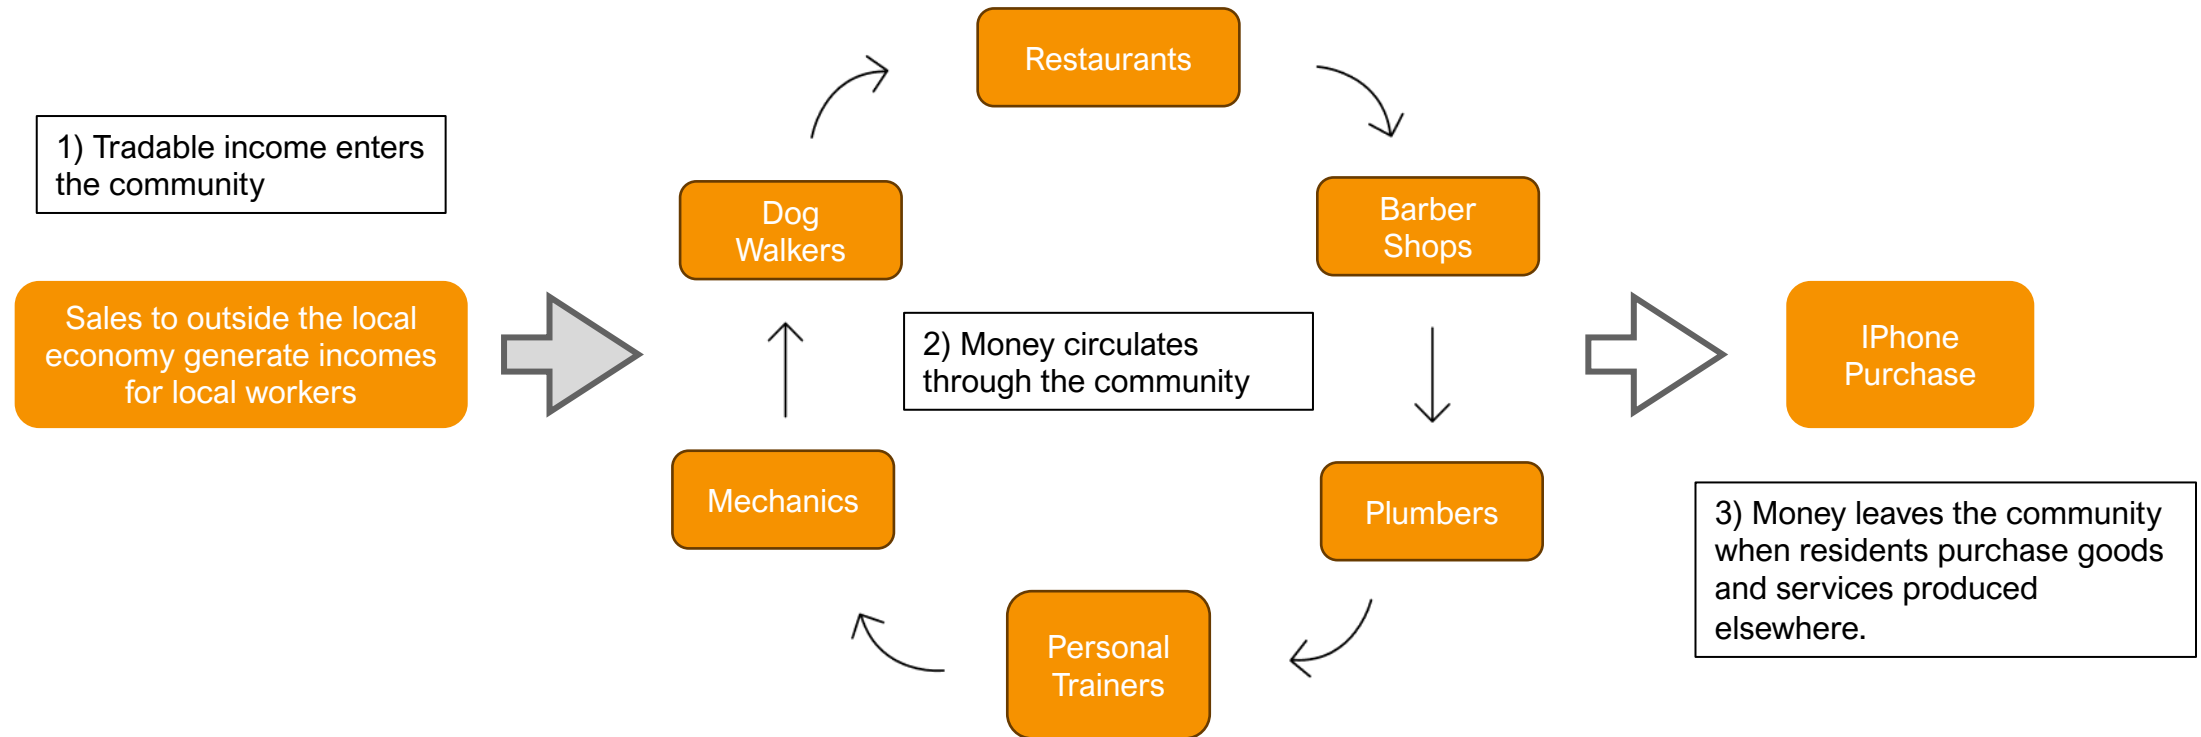 1) Tradable income enters
the community
Sales to outside the local
economy generate incomes
for local workers
Restaurants
Dog
Walkers
Barber
Shops
2) Money circulates
through the community
Mechanics
Plumbers
Personal
Trainers
IPhone
Purchase
3) Money leaves the community
when residents purchase goods
and services produced
elsewhere.